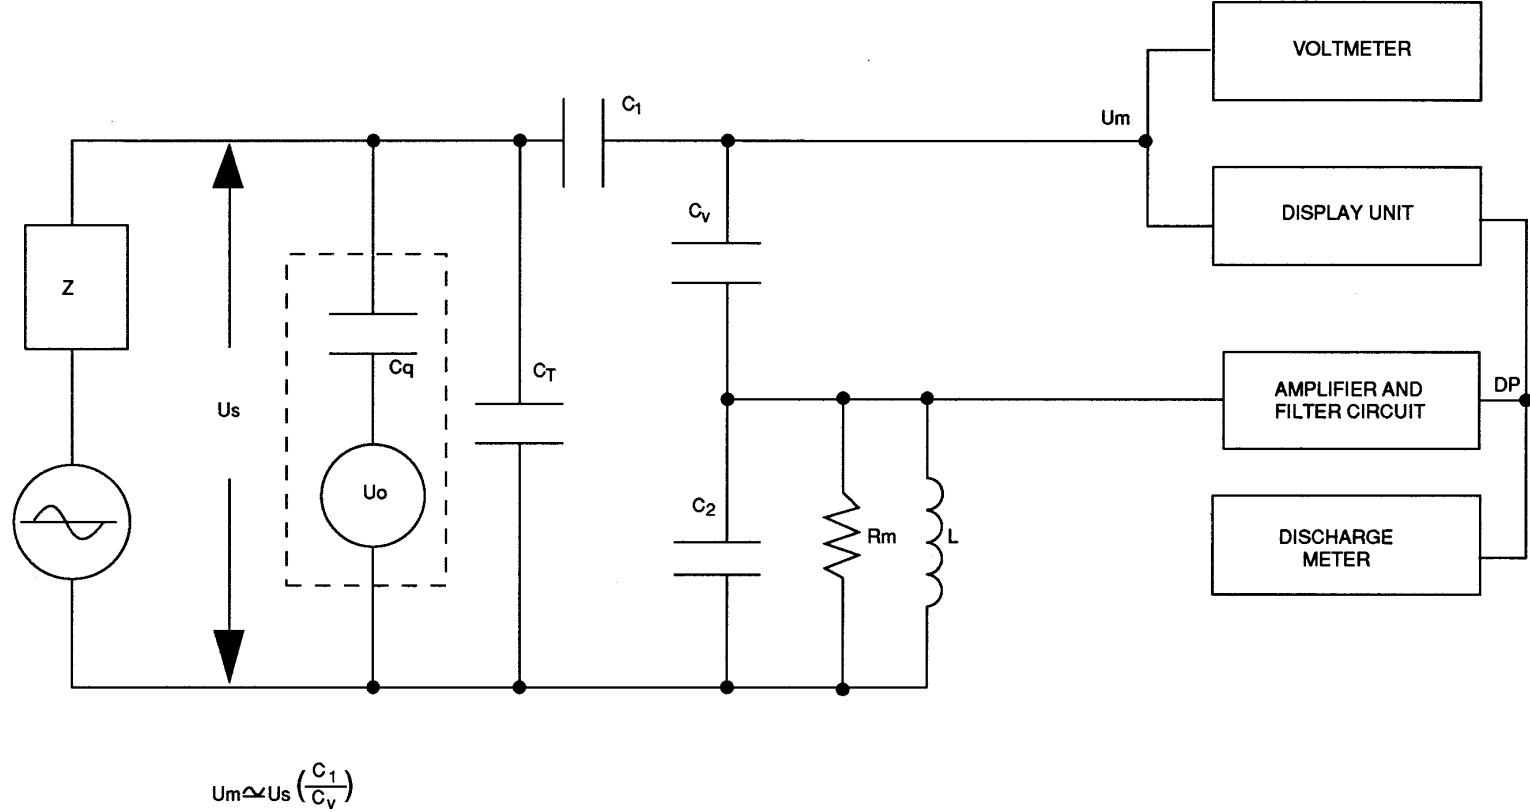 VOLTMETER
C1
Um
Cv
DISPLAY UNIT
Z
Cq
CT
DP
AMPLIFIER AND
FILTER CIRCUIT
Us
Uo
C2
Rm
L
DISCHARGE
METER
Um≃Us(C1/Cv)